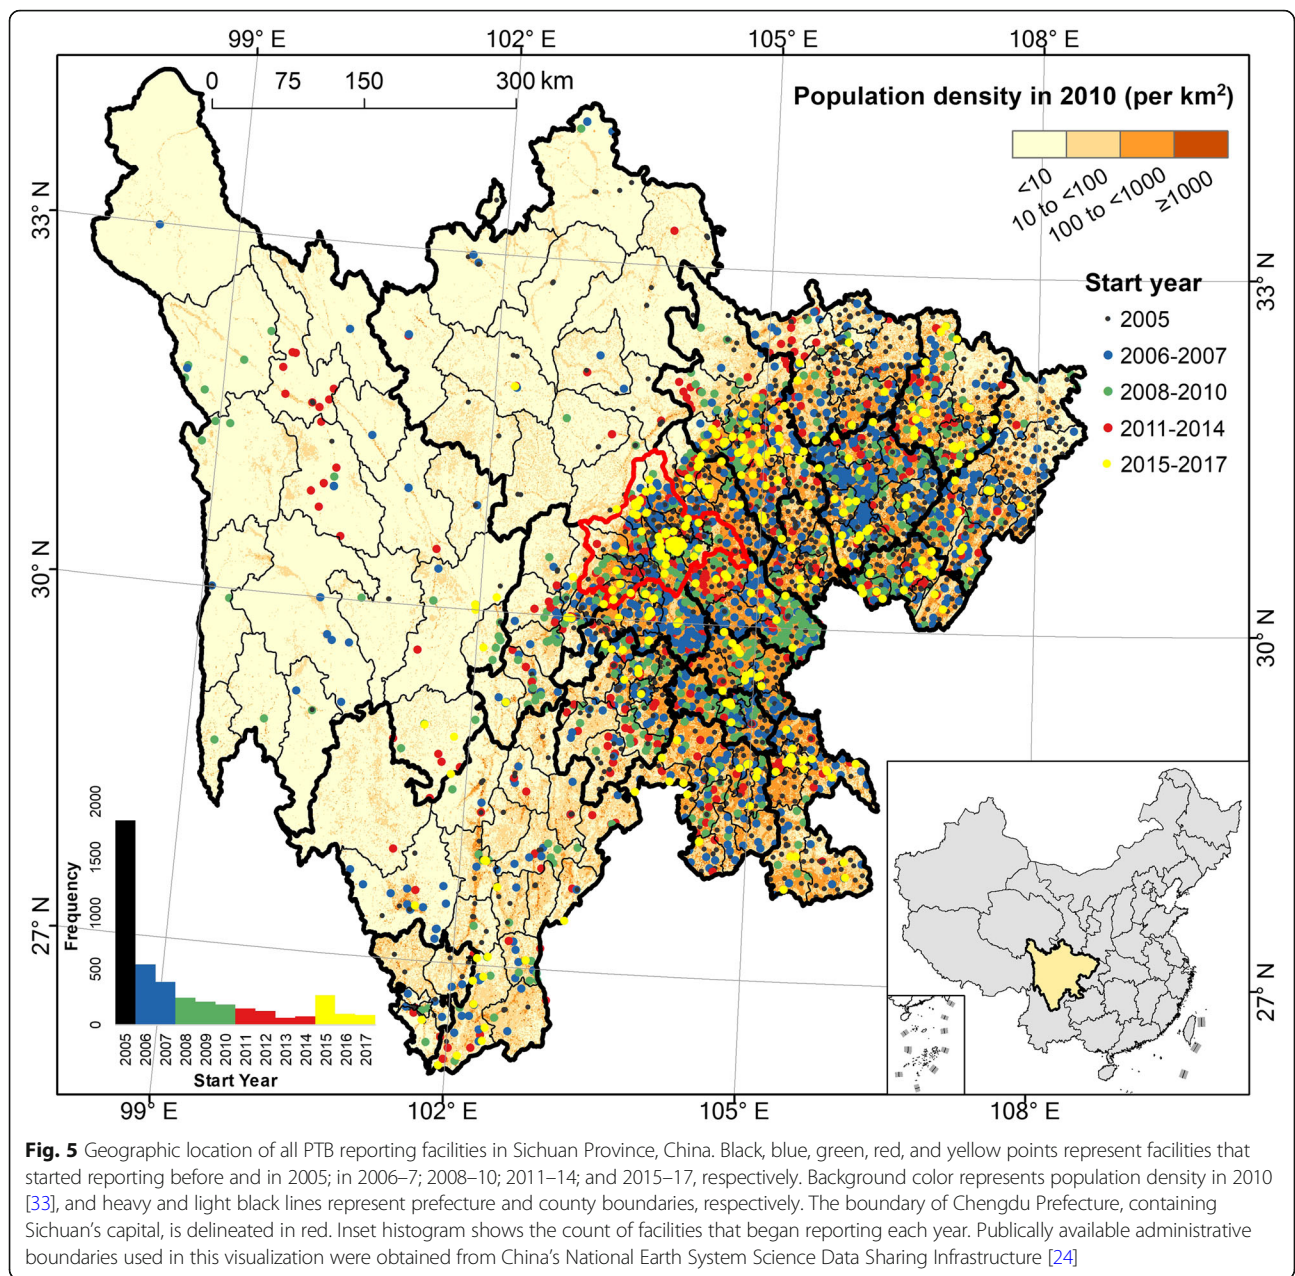 99° E 102° E 105° E 108° E
0 75 150 300 km
Population density in 2010 (per km²)
<10
10 to <100
100 to <1000
≥1000
33° N
33° N
Start year
2005
2006-2007
2008-2010
2011-2014
2015-2017
30° N
30° N
27° N
27° N
Frequency
0 500 1000 1500 2000
2005 2006 2007 2008 2009 2010 2011 2012 2013 2014 2015 2016 2017
Start Year
99° E 102° E 105° E 108° E
Fig. 5 Geographic location of all PTB reporting facilities in Sichuan Province, China. Black, blue, green, red, and yellow points represent facilities that
started reporting before and in 2005; in 2006–7; 2008–10; 2011–14; and 2015–17, respectively. Background color represents population density in 2010
[33], and heavy and light black lines represent prefecture and county boundaries, respectively. The boundary of Chengdu Prefecture, containing
Sichuan's capital, is delineated in red. Inset histogram shows the count of facilities that began reporting each year. Publically available administrative
boundaries used in this visualization were obtained from China's National Earth System Science Data Sharing Infrastructure [24]